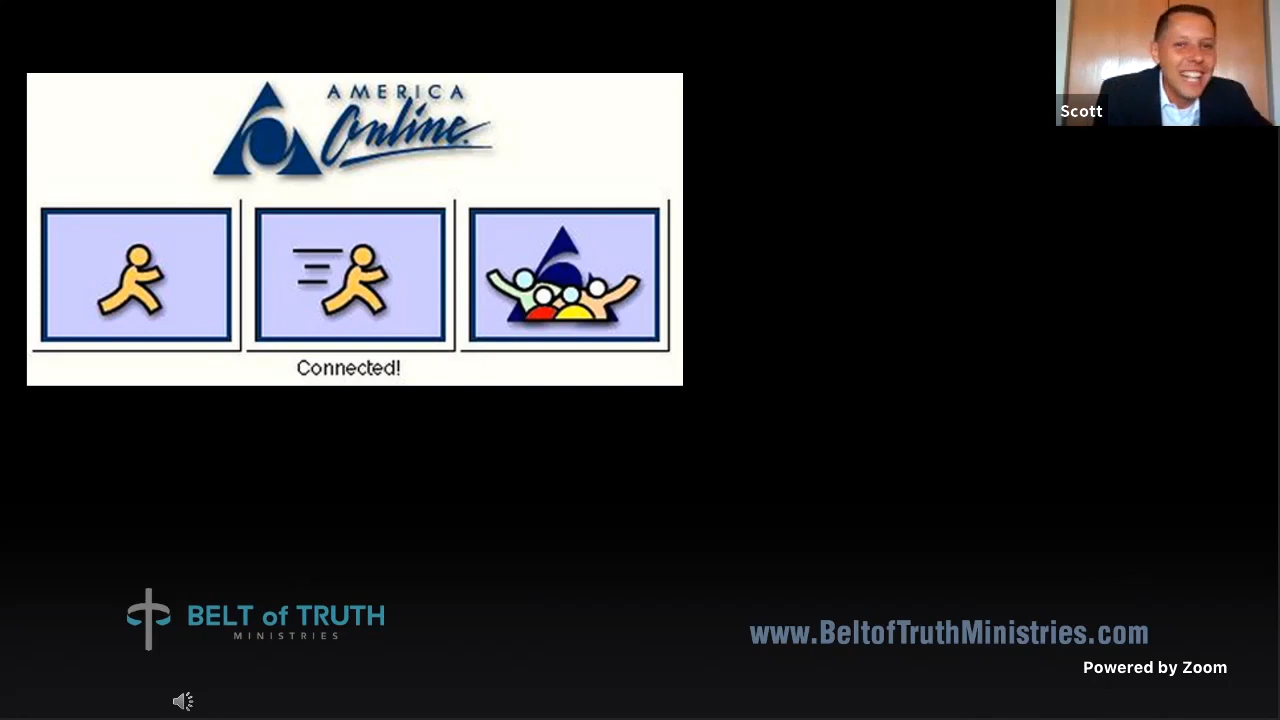 AMERICA
Online.
Scott
Connected!
BELT of TRUTH
MINISTRIES
www.BeltofTruthMinistries.com
Powered by Zoom